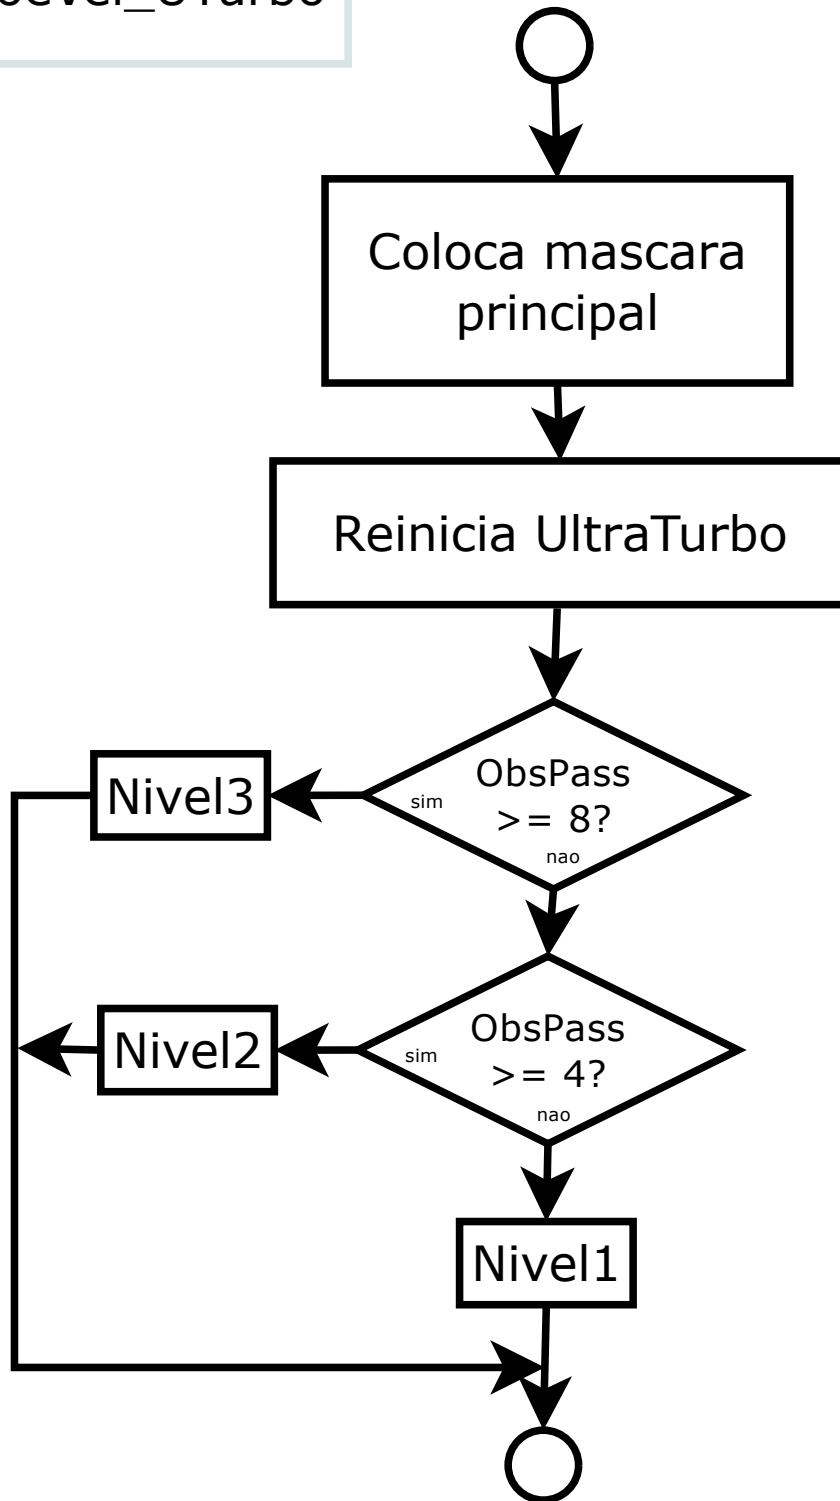 Coloca mascara
principal
Reinicia UltraTurbo
ObsPass
>= 8?
sim
nao
Nivel3
ObsPass
>= 4?
sim
nao
Nivel2
Nivel1